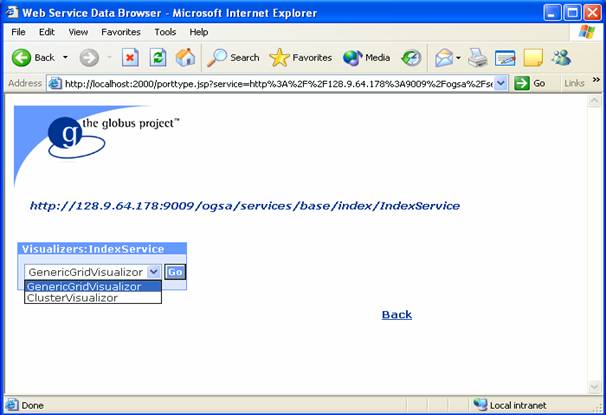 Web Service Data Browser - Microsoft Internet Explorer
File Edit View Favorites Tools Help
Back Search Favorites Media
Address http://localhost:2000/porttype.jsp?service=http%3A%2F%2F128.9.64.178%3A9009%2Fogsa%2Fse Go Links »
g the globus project™
http://128.9.64.178:9009/ogsa/services/base/index/IndexService
Visualizers:IndexService
GenericGridVisualizor Go
GenericGridVisualizor
ClusterVisualizor
Back
Done Local intranet